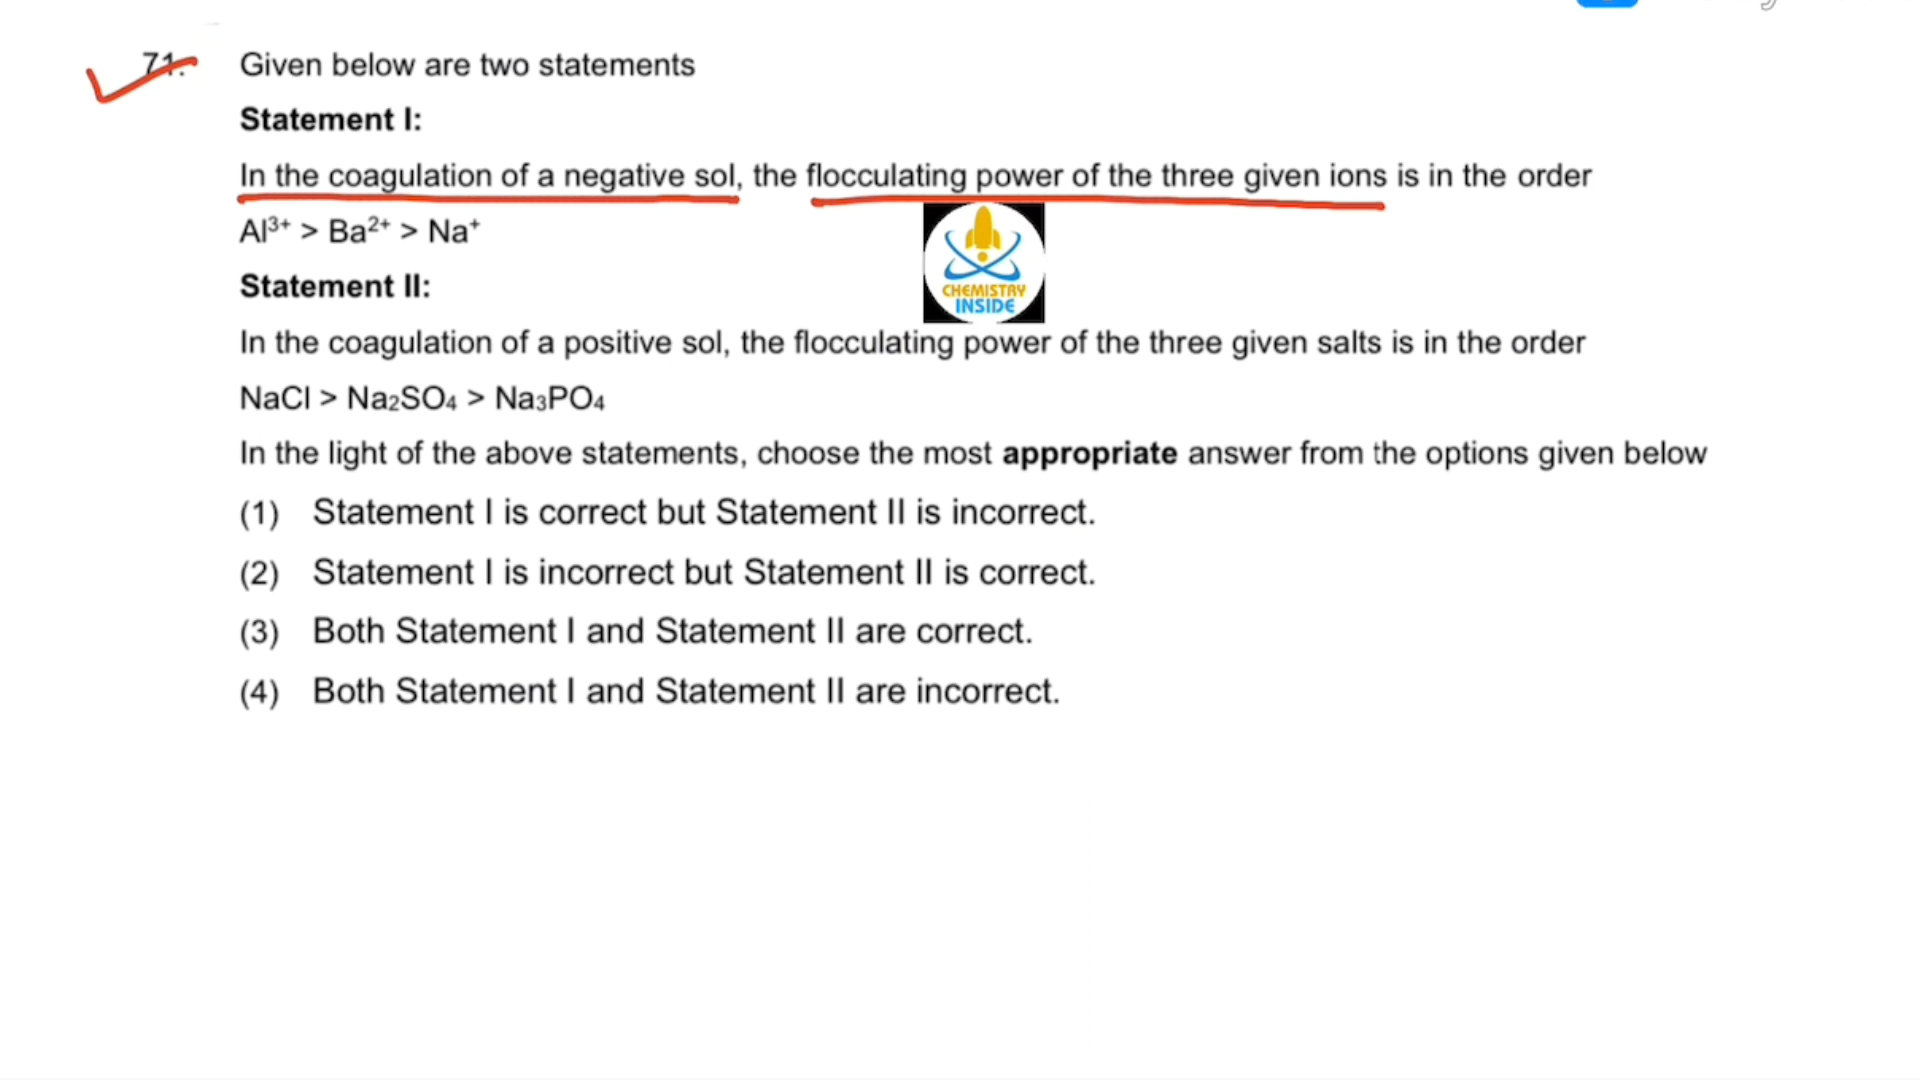 71.
Given below are two statements
Statement I:
In the coagulation of a negative sol, the flocculating power of the three given ions is in the order
Al³⁺ > Ba²⁺ > Na⁺
CHEMISTRY
INSIDE
Statement II:
In the coagulation of a positive sol, the flocculating power of the three given salts is in the order
NaCl > Na₂SO₄ > Na₃PO₄
In the light of the above statements, choose the most appropriate answer from the options given below
(1) Statement I is correct but Statement II is incorrect.
(2) Statement I is incorrect but Statement II is correct.
(3) Both Statement I and Statement II are correct.
(4) Both Statement I and Statement II are incorrect.